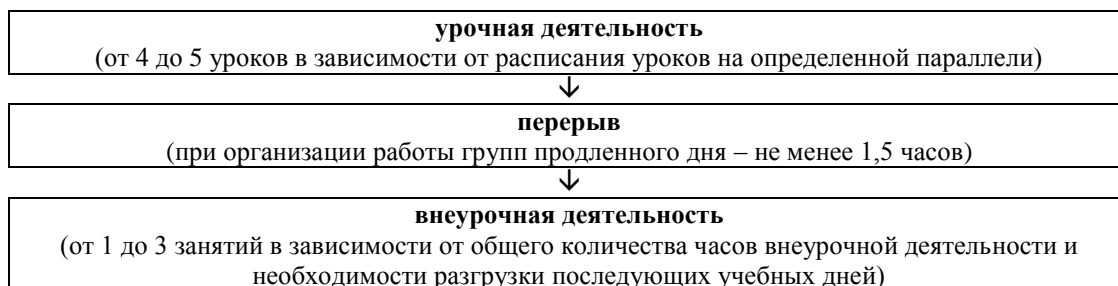 урочная деятельность
(от 4 до 5 уроков в зависимости от расписания уроков на определенной параллели)
↓
перерыв
(при организации работы групп продленного дня – не менее 1,5 часов)
↓
внеурочная деятельность
(от 1 до 3 занятий в зависимости от общего количества часов внеурочной деятельности и
необходимости разгрузки последующих учебных дней)